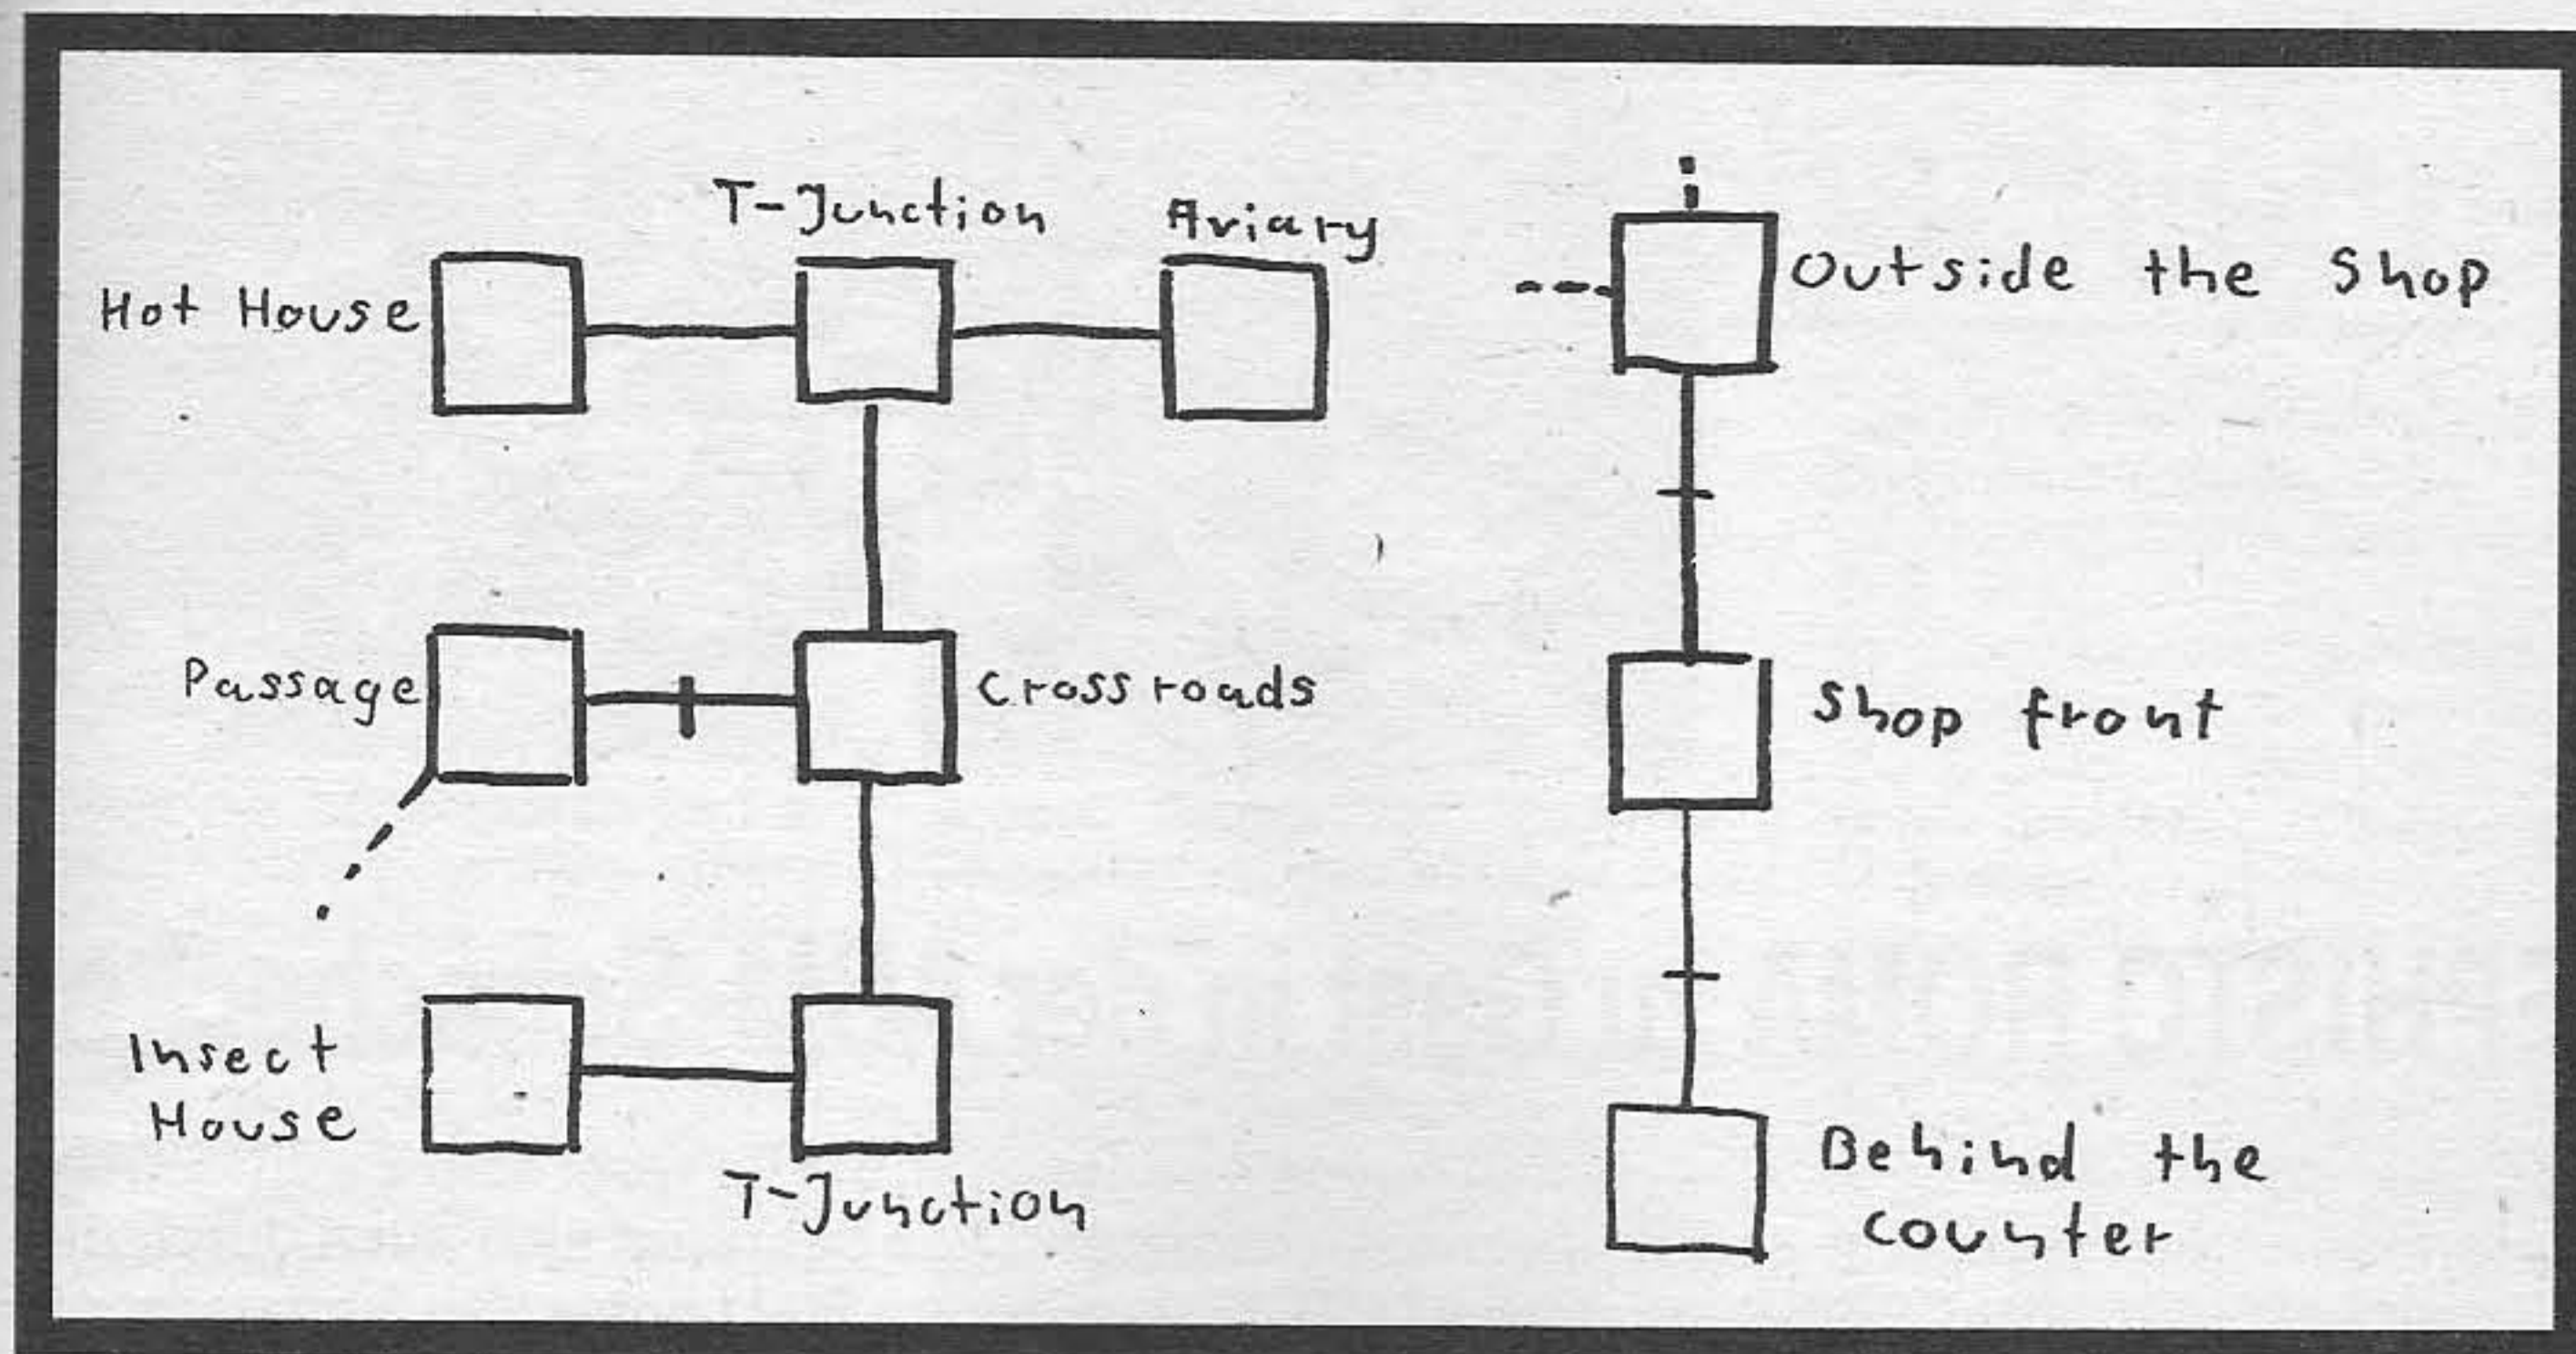 T-Junction
Aviary
Hot House
Passage
Crossroads
Insect
House
T-Junction
Outside the Shop
Shop front
Behind the
counter